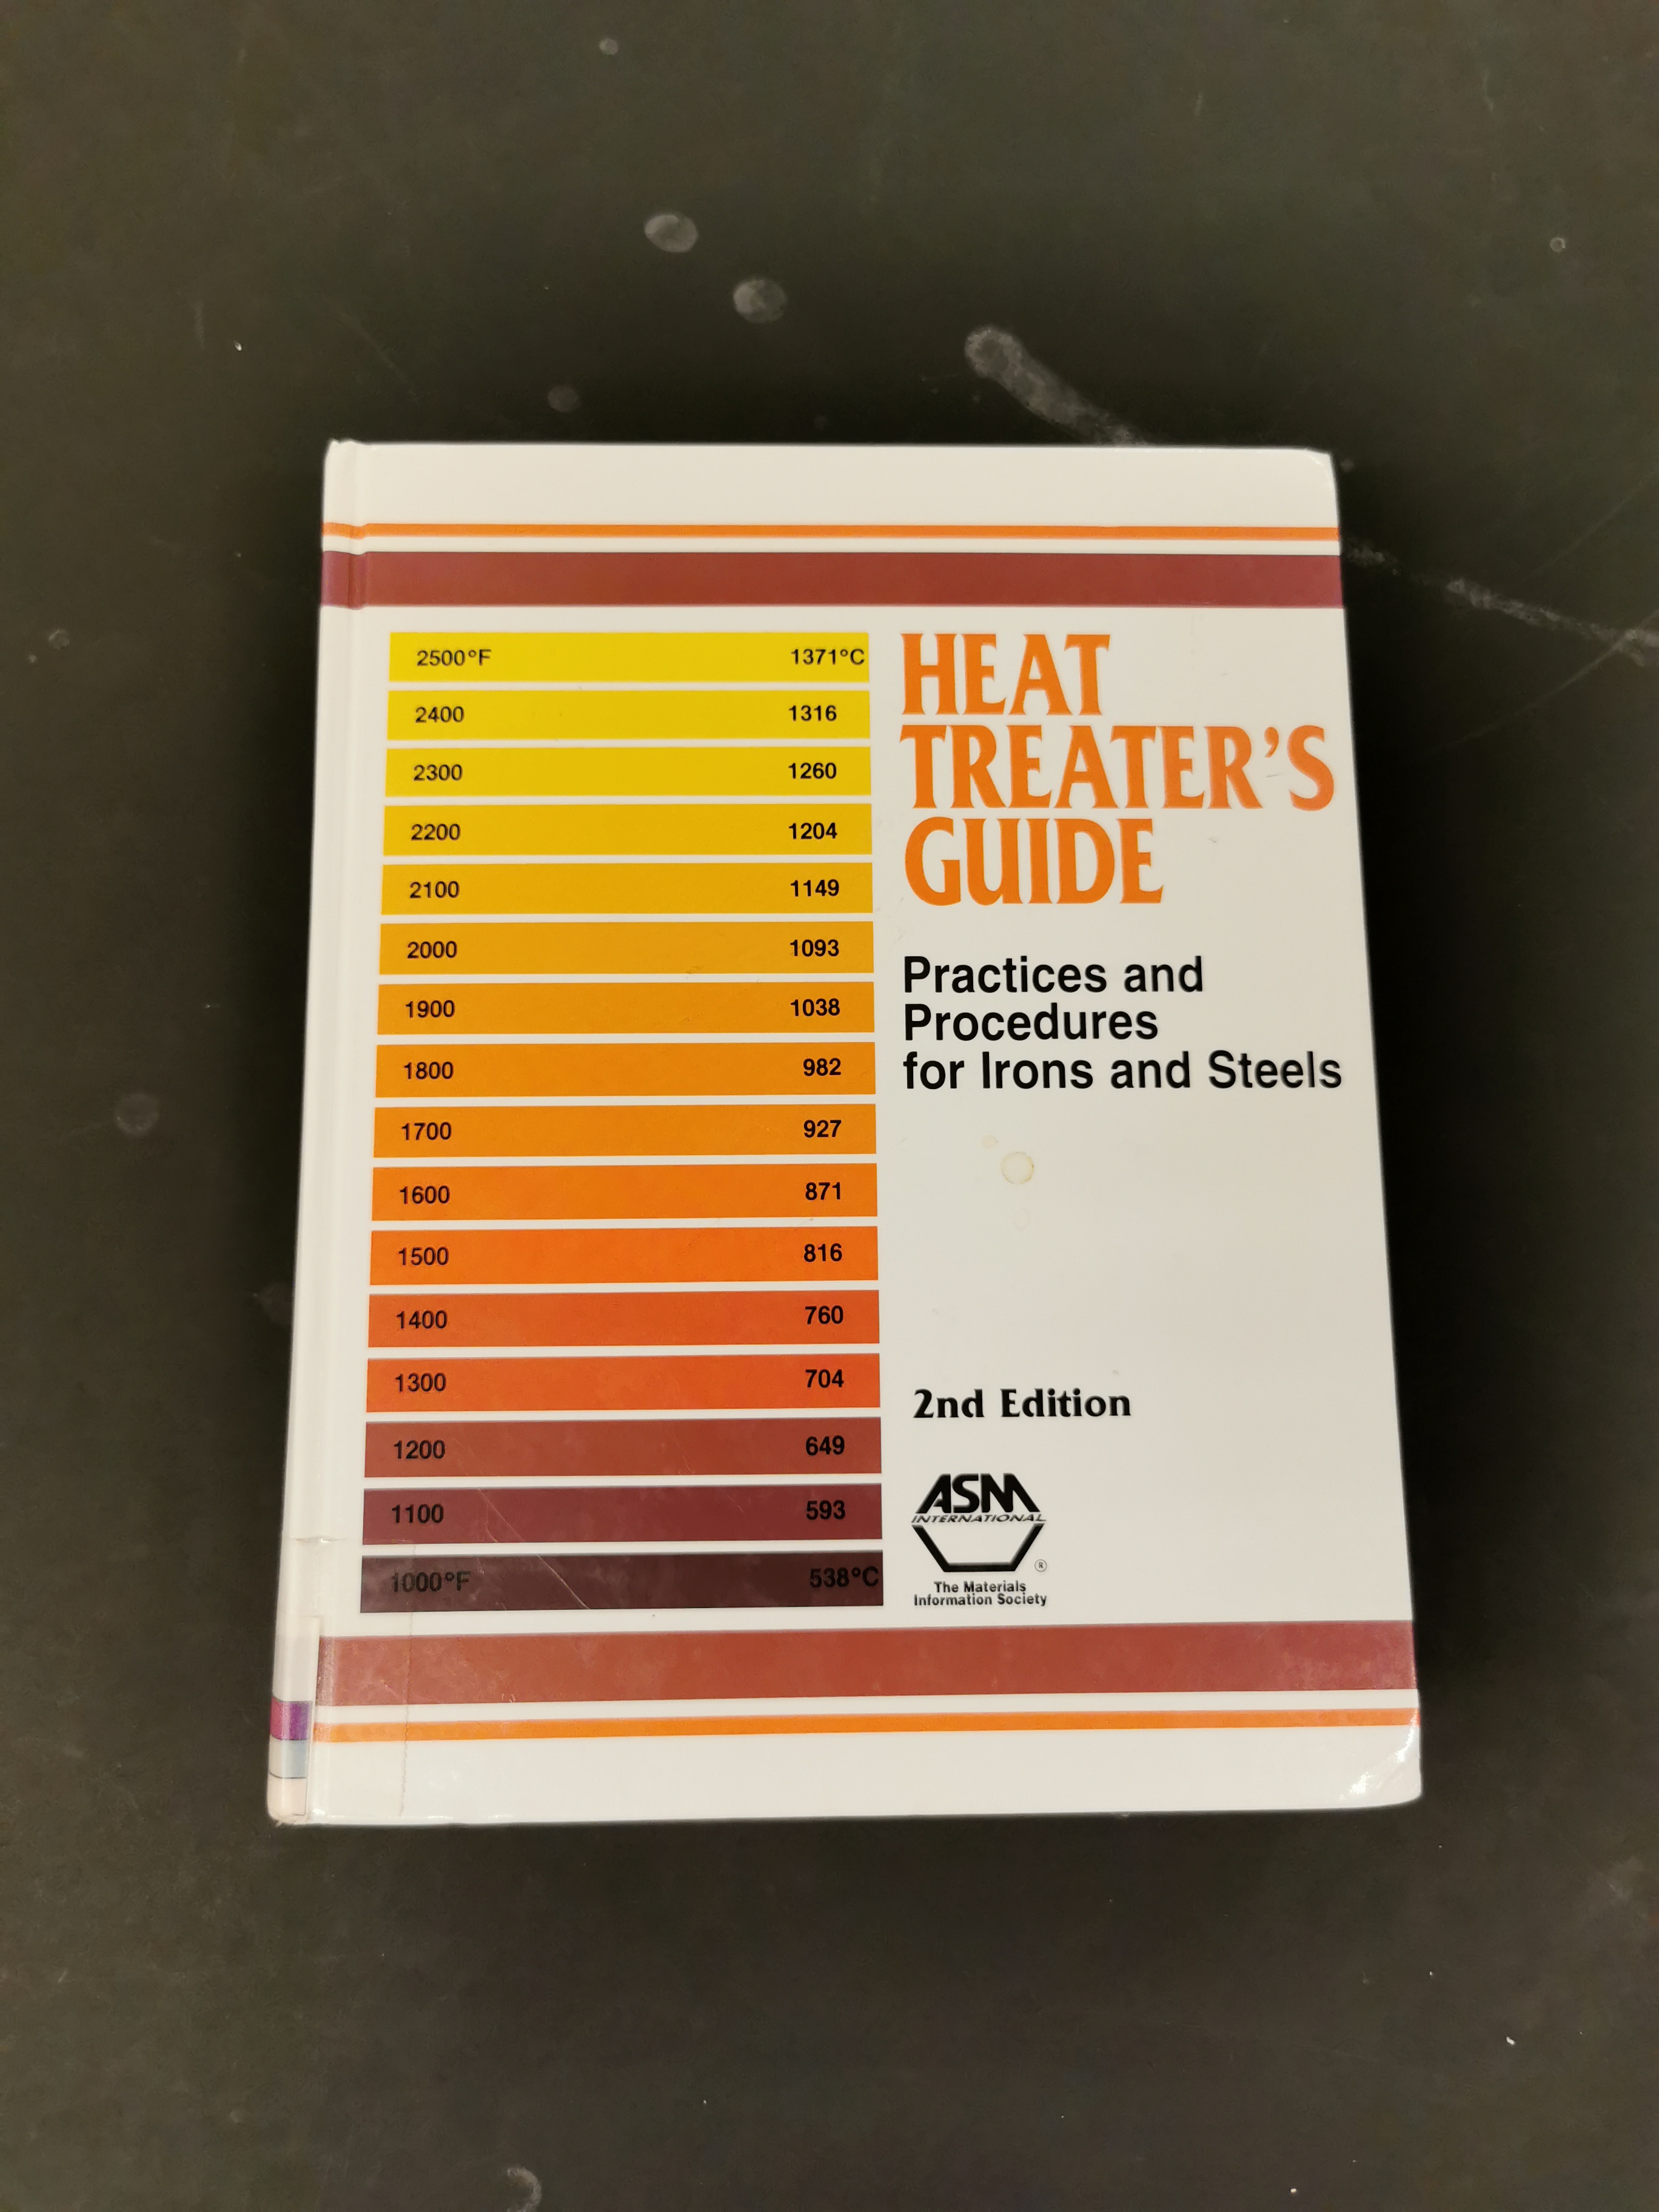 2500°F 1371°C
2400 1316
2300 1260
2200 1204
2100 1149
2000 1093
1900 1038
1800 982
1700 927
1600 871
1500 816
1400 760
1300 704
1200 649
1100 593
1000°F 538°C
HEAT
TREATER'S
GUIDE
Practices and
Procedures
for Irons and Steels
2nd Edition
ASM
INTERNATIONAL
®
The Materials
Information Society